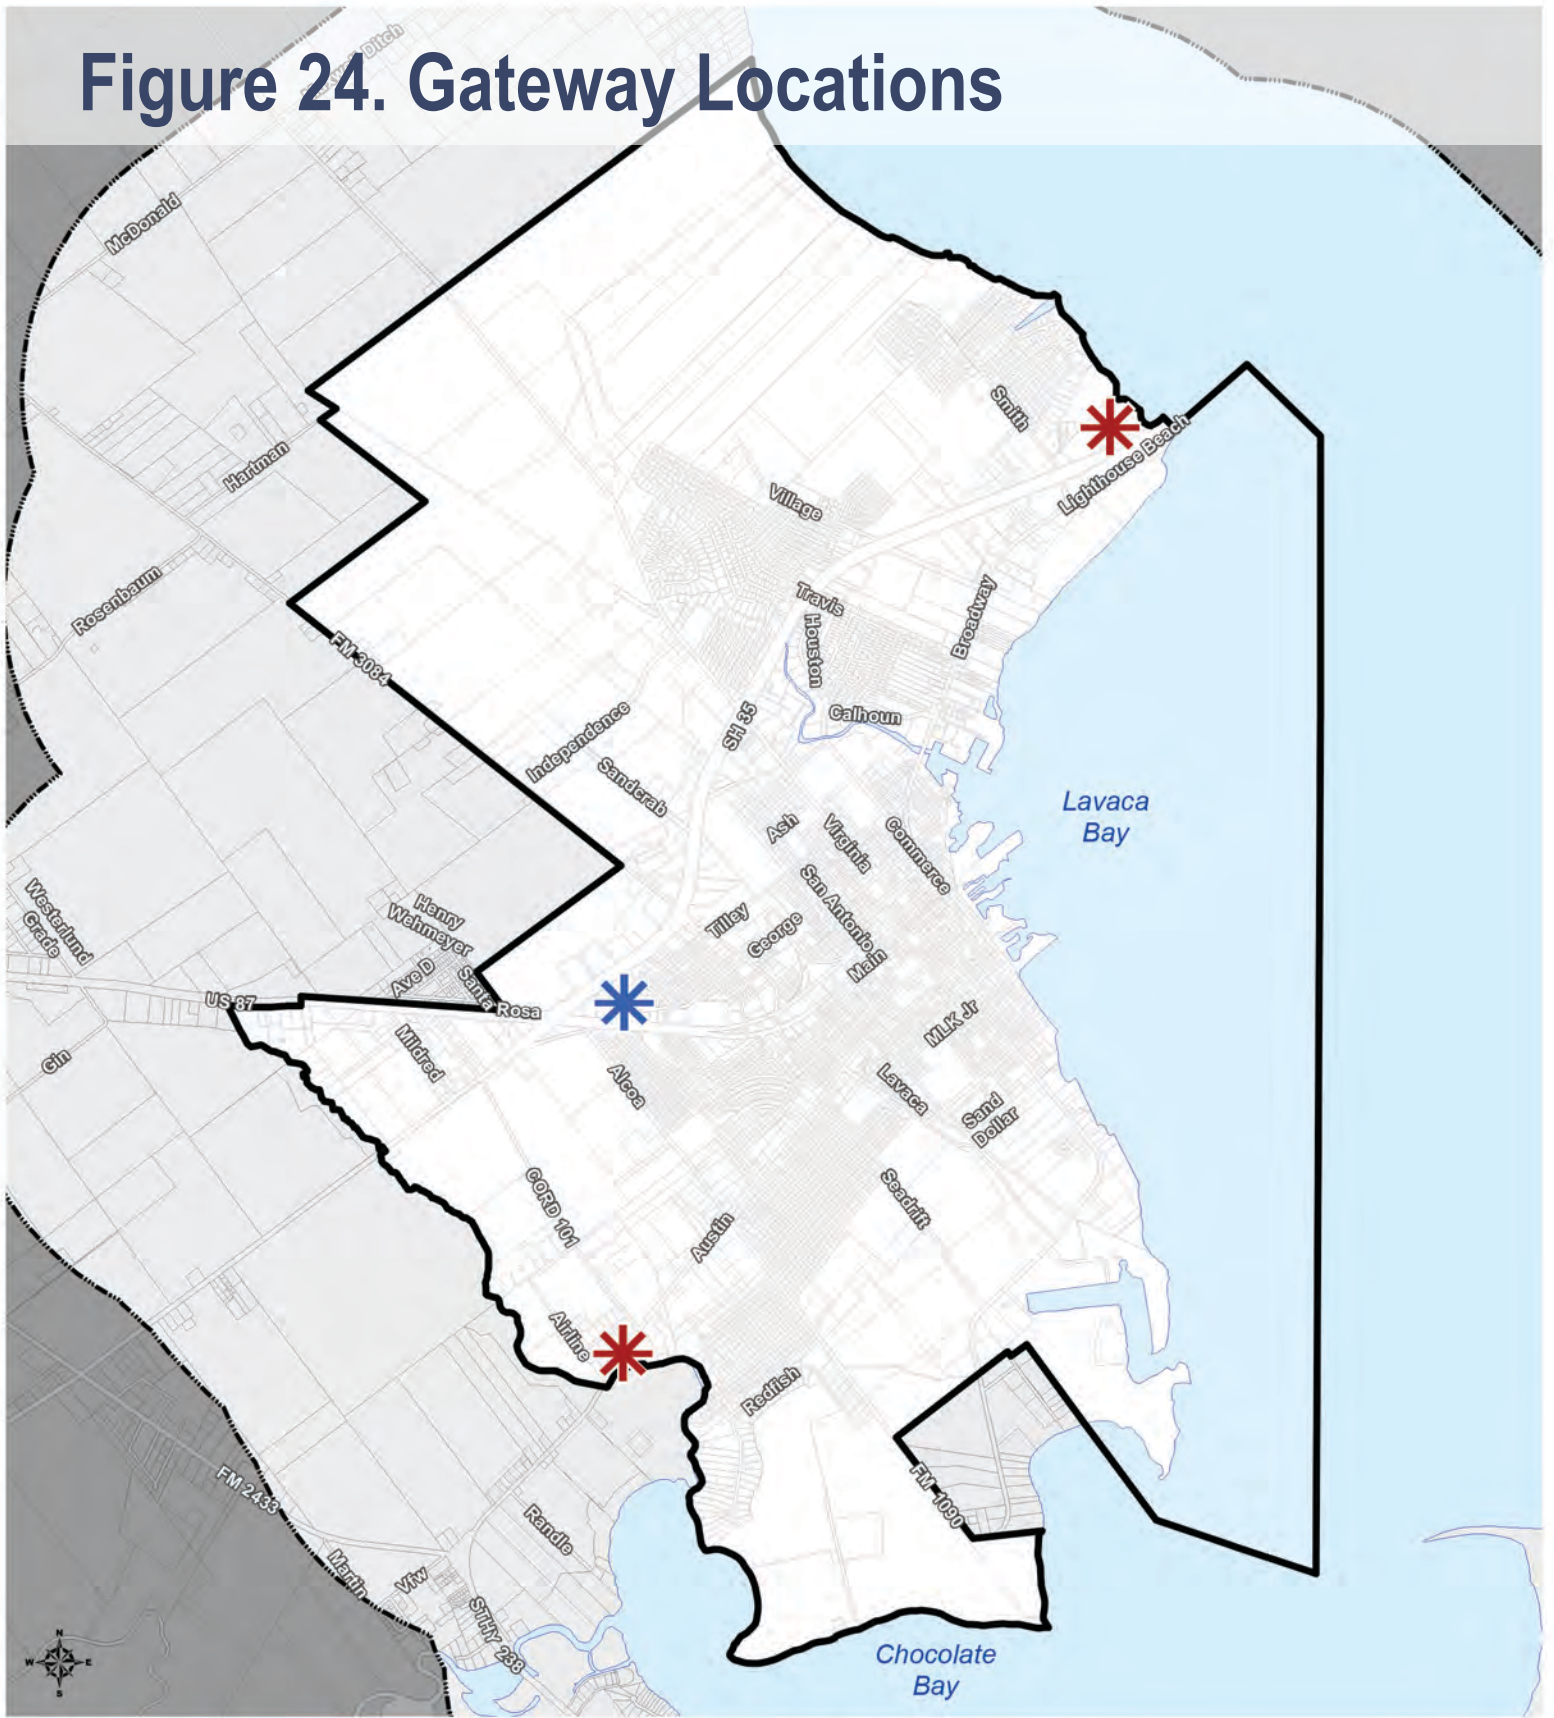 Figure 24. Gateway Locations
Ditch
McDonald
Hartman
Smith
Lighthouse Beach
Village
Rosenbaum
Travis
Houston
Broadway
FM 3084
Calhoun
Independence
SH 35
Sandcrab
Lavaca
Bay
Ash
Virginia
Commerce
Westerlund
Grade
Henry
Wehmeyer
San Antonio
Tilley
George
Main
Ave D
Santa Rosa
US 87
Mildred
MLK Jr
Gin
Alcoa
Lavaca
Sand
Dollar
CORD 101
Seadrift
Austin
Airline
Redfish
FM 2433
FM 1090
Randle
Martin
Vfw
STHY 238
Chocolate
Bay
N
W
E
S